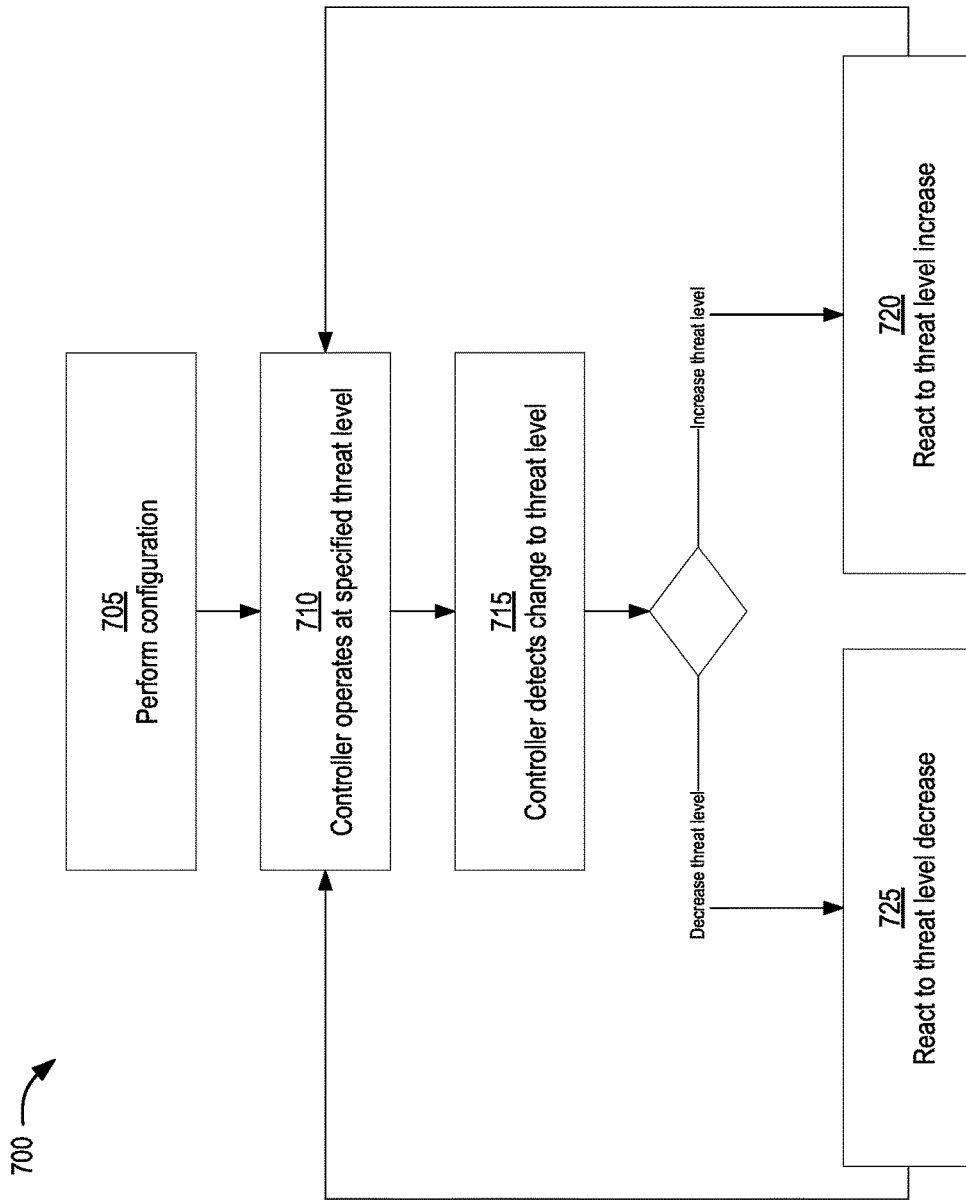 700
705
Perform configuration
710
Controller operates at specified threat level
715
Controller detects change to threat level
Decrease threat level
Increase threat level
725
React to threat level decrease
720
React to threat level increase